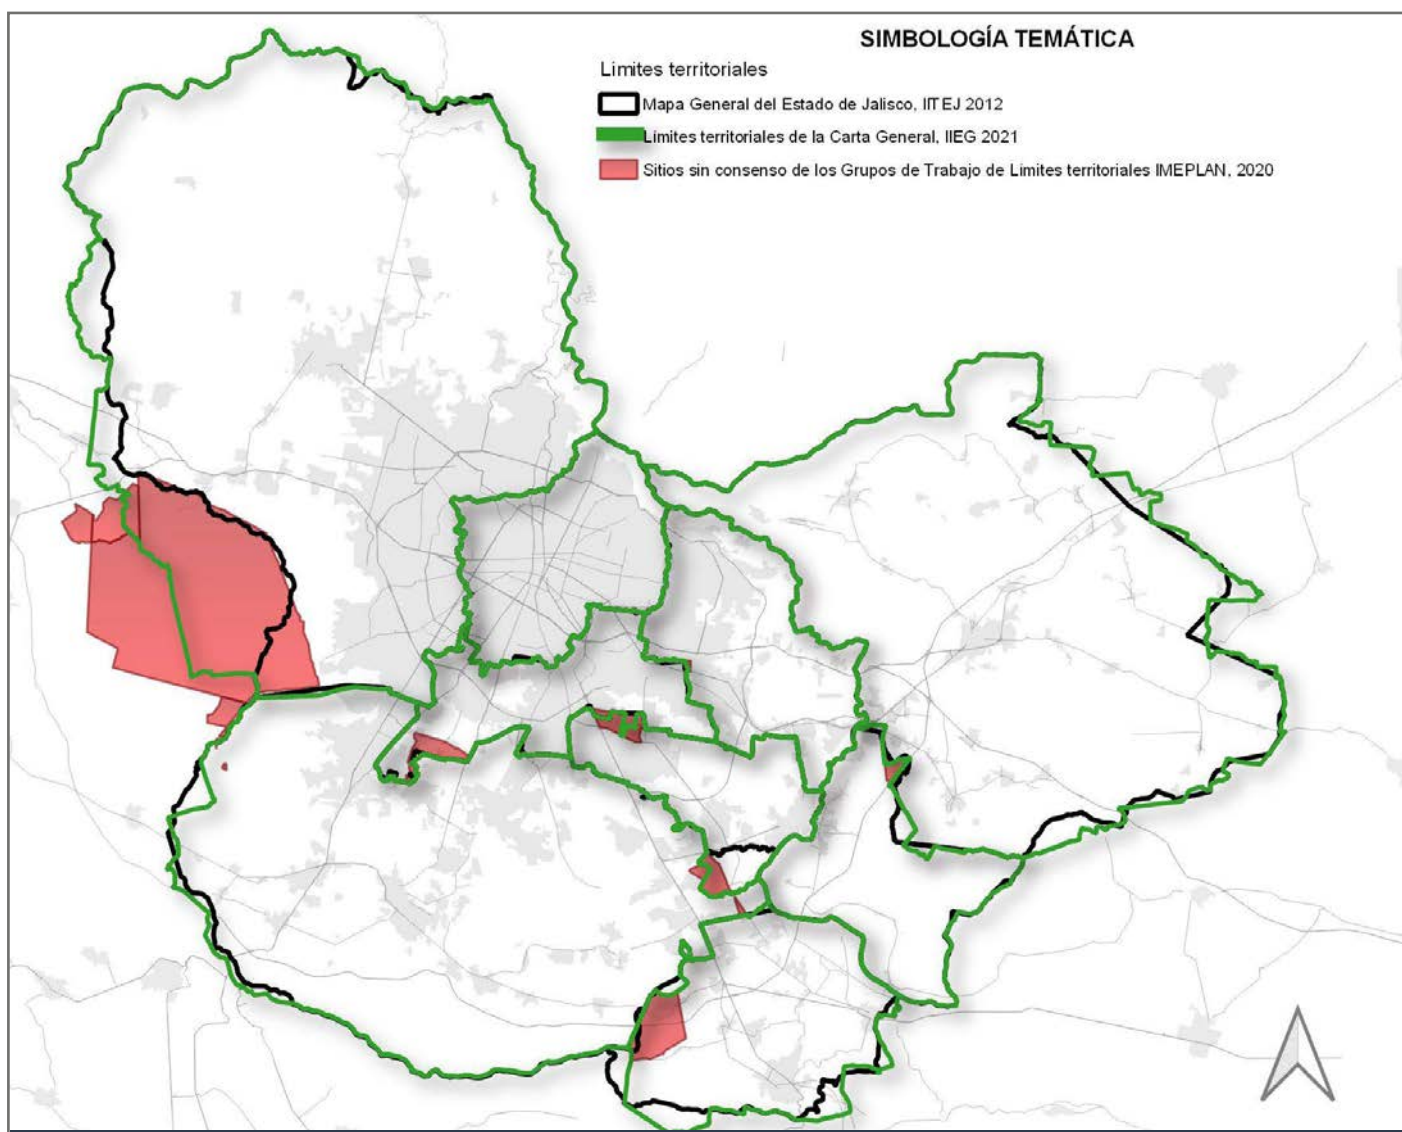 SIMBOLOGÍA TEMÁTICA
Limites territoriales
Mapa General del Estado de Jalisco, IITEJ 2012
Límites territoriales de la Carta General, IIEG 2021
Sitios sin consenso de los Grupos de Trabajo de Limites territoriales IMEPLAN, 2020